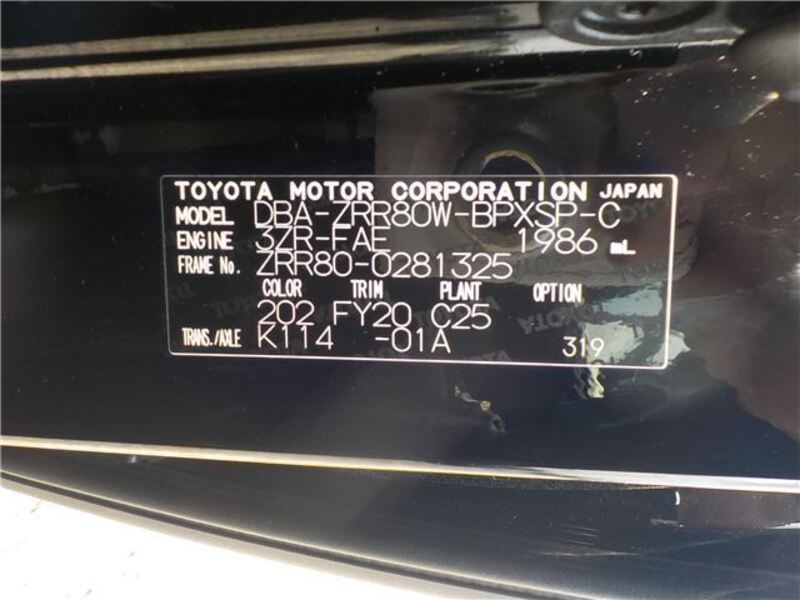 TOYOTA MOTOR CORPORATION JAPAN
MODEL DBA-ZRR80W-BPXSP-C
ENGINE 3ZR-FAE 1986 mL
FRAME No. ZRR80-0281325
COLOR TRIM PLANT OPTION
202 FY20 C25
TRANS./AXLE K114 -01A 319